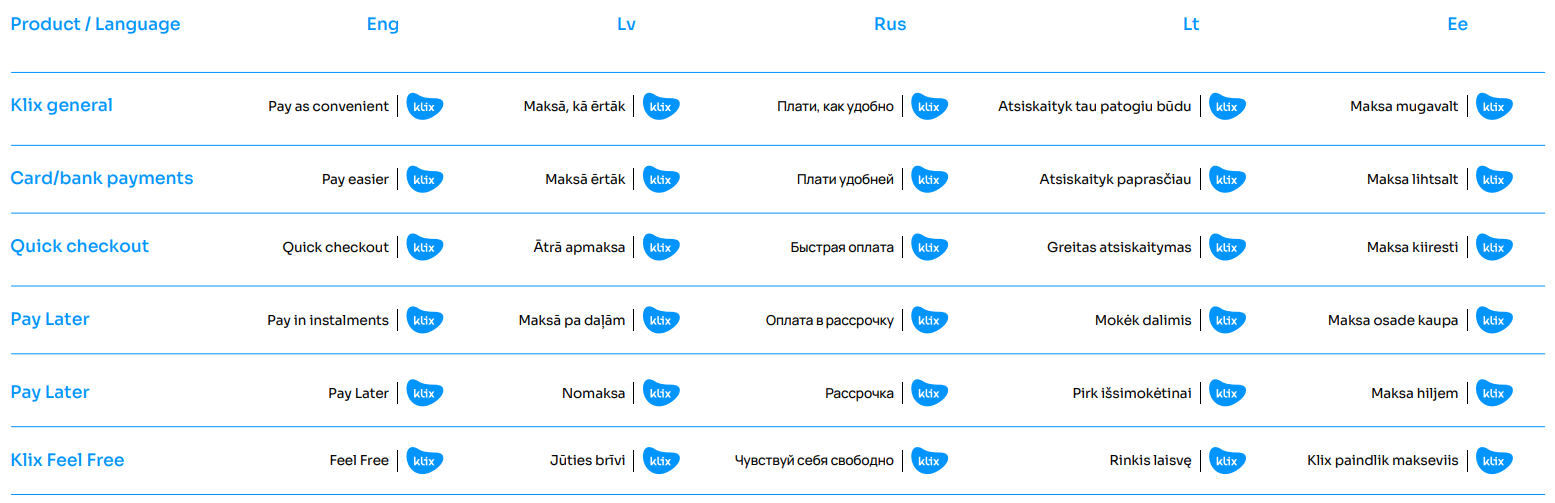 Product / Language Eng Lv Rus Lt Ee
Klix general Pay as convenient klix Maksā, kā ērtāk klix Плати, как удобно klix Atsiskaityk tau patogiu būdu klix Maksa mugavalt klix
Card/bank payments Pay easier klix Maksā ērtāk klix Плати удобней klix Atsiskaityk paprasčiau klix Maksa lihtsalt klix
Quick checkout Quick checkout klix Ātrā apmaksa klix Быстрая оплата klix Greitas atsiskaitymas klix Maksa kiiresti klix
Pay Later Pay in instalments klix Maksā pa daļām klix Оплата в рассрочку klix Mokėk dalimis klix Maksa osade kaupa klix
Pay Later Pay Later klix Nomaksa klix Рассрочка klix Pirk išsimokėtinai klix Maksa hiljem klix
Klix Feel Free Feel Free klix Jūties brīvi klix Чувствуй себя свободно klix Rinkis laisvę klix Klix paindlik makseviis klix